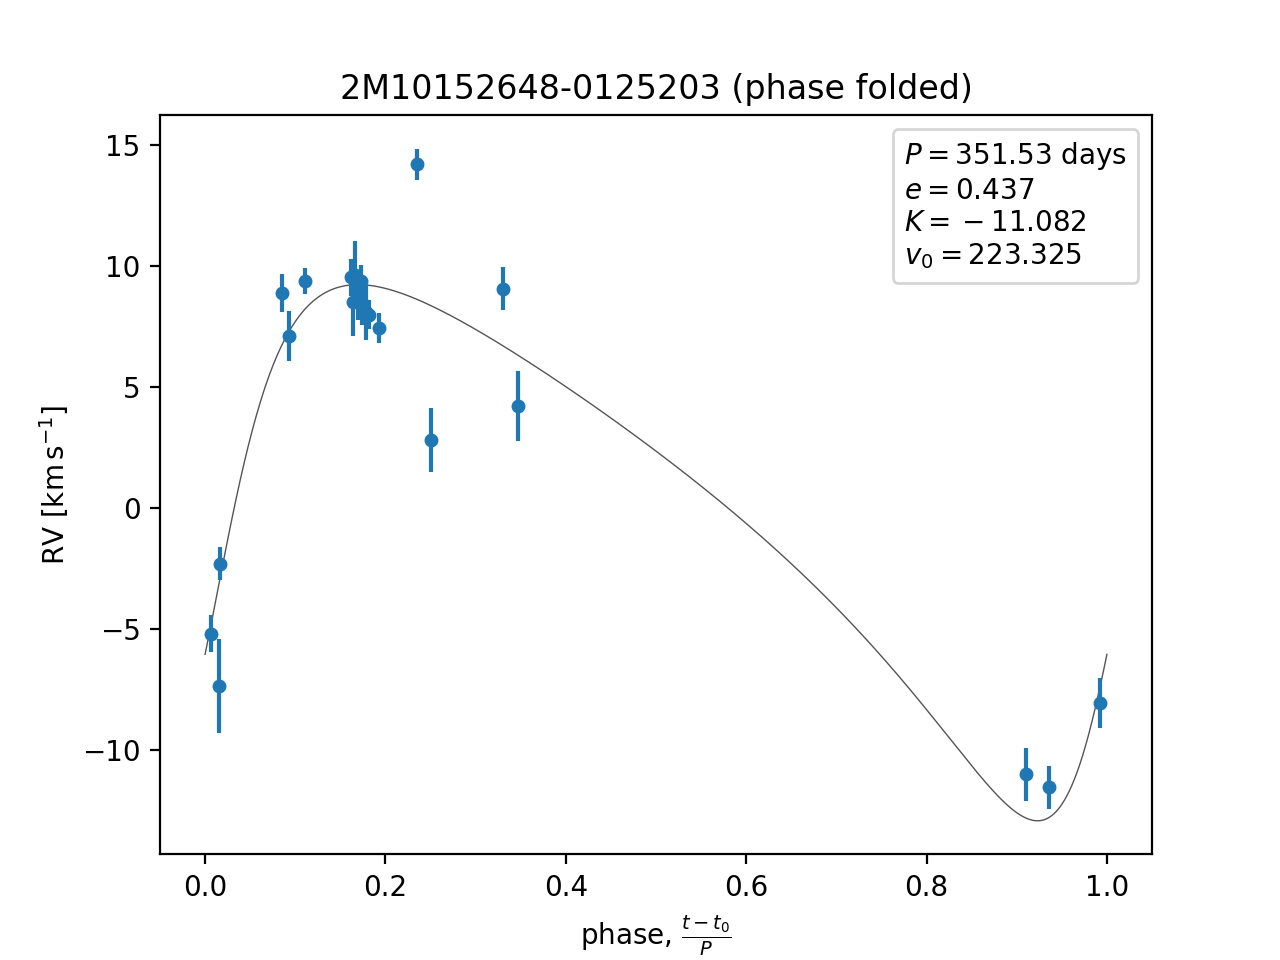 2M10152648-0125203 (phase folded)
P = 351.53 days
e = 0.437
K = −11.082
v₀ = 223.325
RV [km s⁻¹]
15
10
5
0
−5
−10
0.0 0.2 0.4 0.6 0.8 1.0
phase, (t − t₀)/P